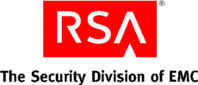 RSA®
The Security Division of EMC